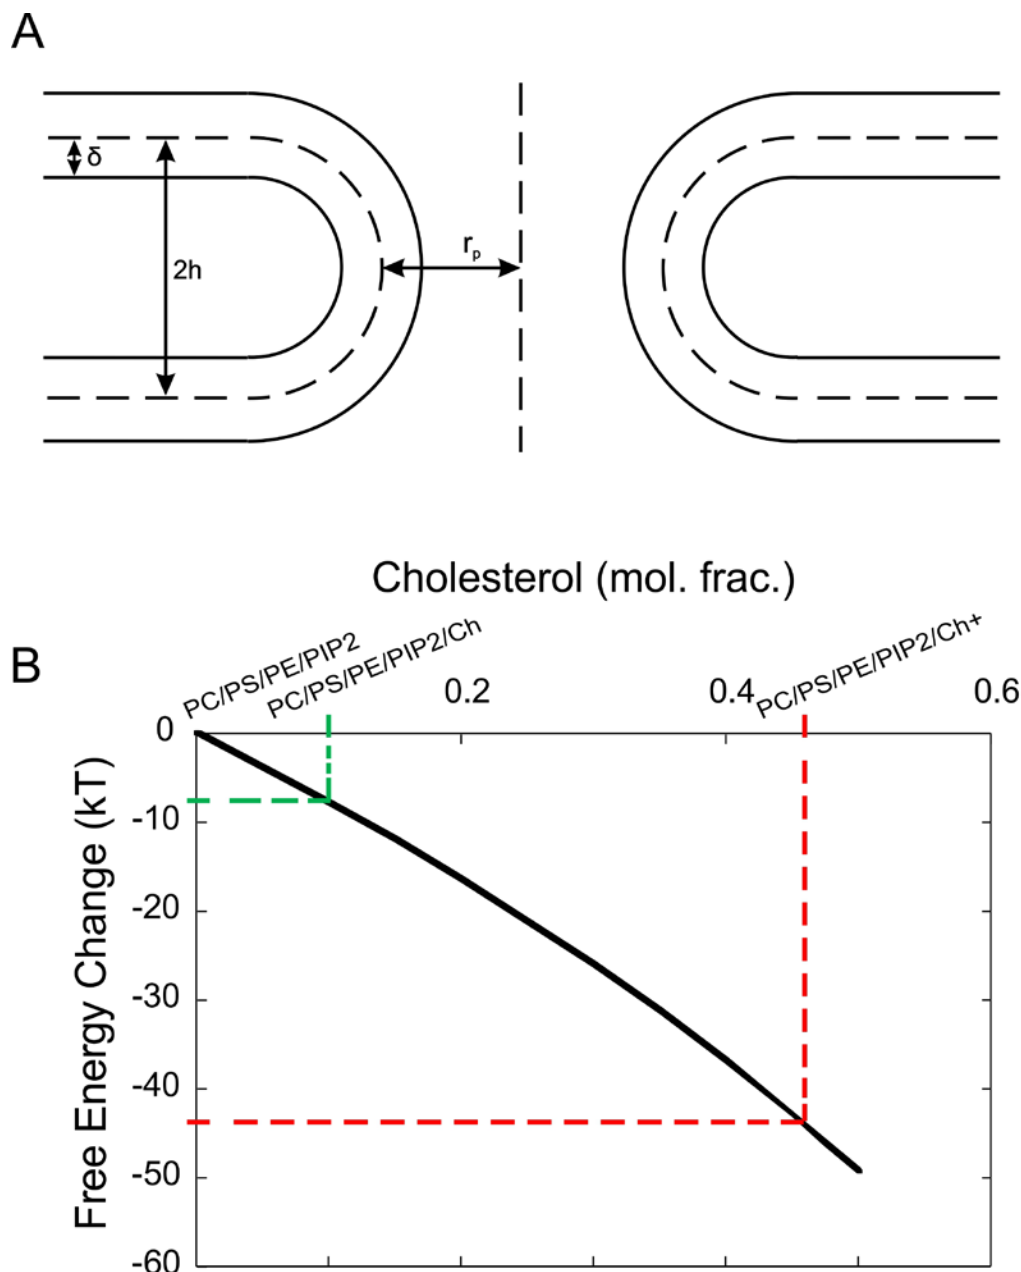 A
δ
2h
rp
Cholesterol (mol. frac.)
B
PC/PS/PE/PIP2
PC/PS/PE/PIP2/Ch
PC/PS/PE/PIP2/Ch+
0.2
0.4
0.6
Free Energy Change (kT)
0
-10
-20
-30
-40
-50
-60